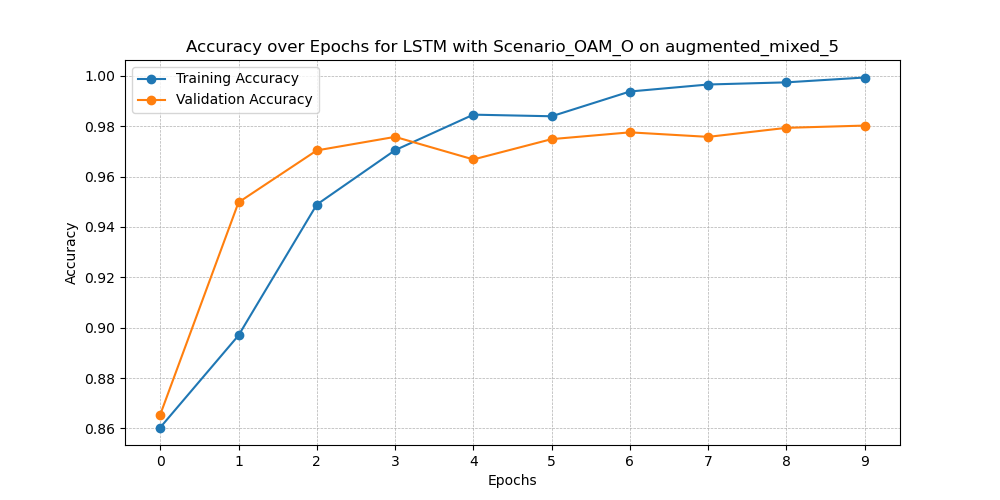 Accuracy over Epochs for LSTM with Scenario_OAM_O on augmented_mixed_5
Training Accuracy
Validation Accuracy
1.00
0.98
0.96
0.94
0.92
0.90
0.88
0.86
Accuracy
0 1 2 3 4 5 6 7 8 9
Epochs